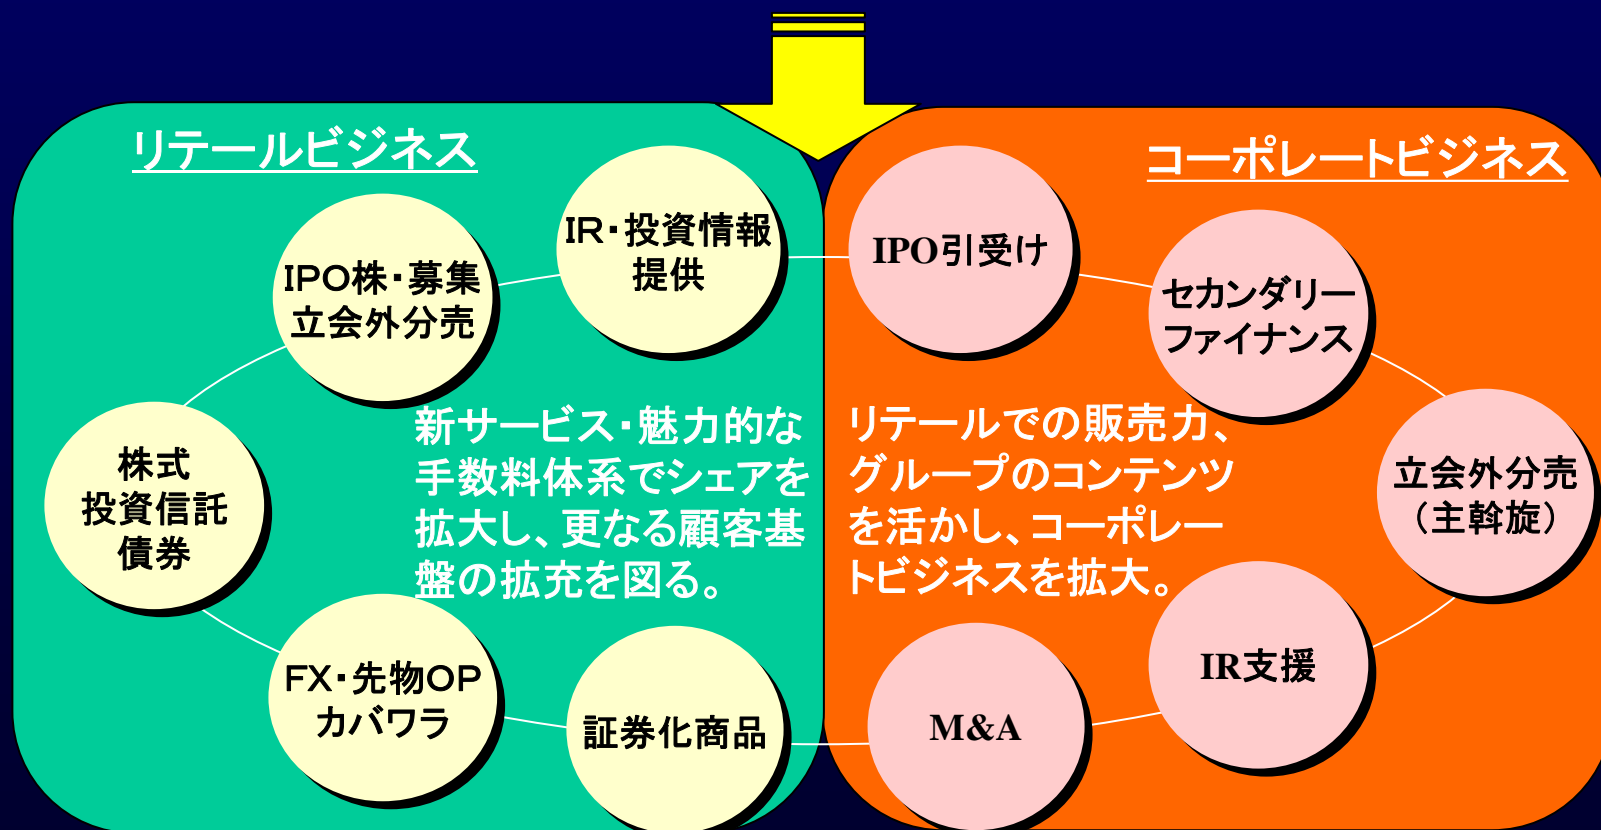 リテールビジネス
IR・投資情報
提供
IPO株・募集
立会外分売
株式
投資信託
債券
FX・先物OP
カバワラ
証券化商品
新サービス・魅力的な
手数料体系でシェアを
拡大し、更なる顧客基
盤の拡充を図る。
コーポレートビジネス
IPO引受け
セカンダリー
ファイナンス
立会外分売
（主幹旋）
IR支援
M&A
リテールでの販売力、
グループのコンテンツ
を活かし、コーポレー
トビジネスを拡大。